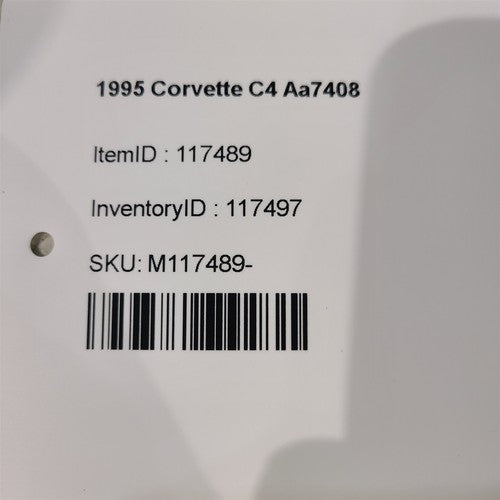 1995 Corvette C4 Aa7408
ItemID : 117489
InventoryID : 117497
SKU: M117489-